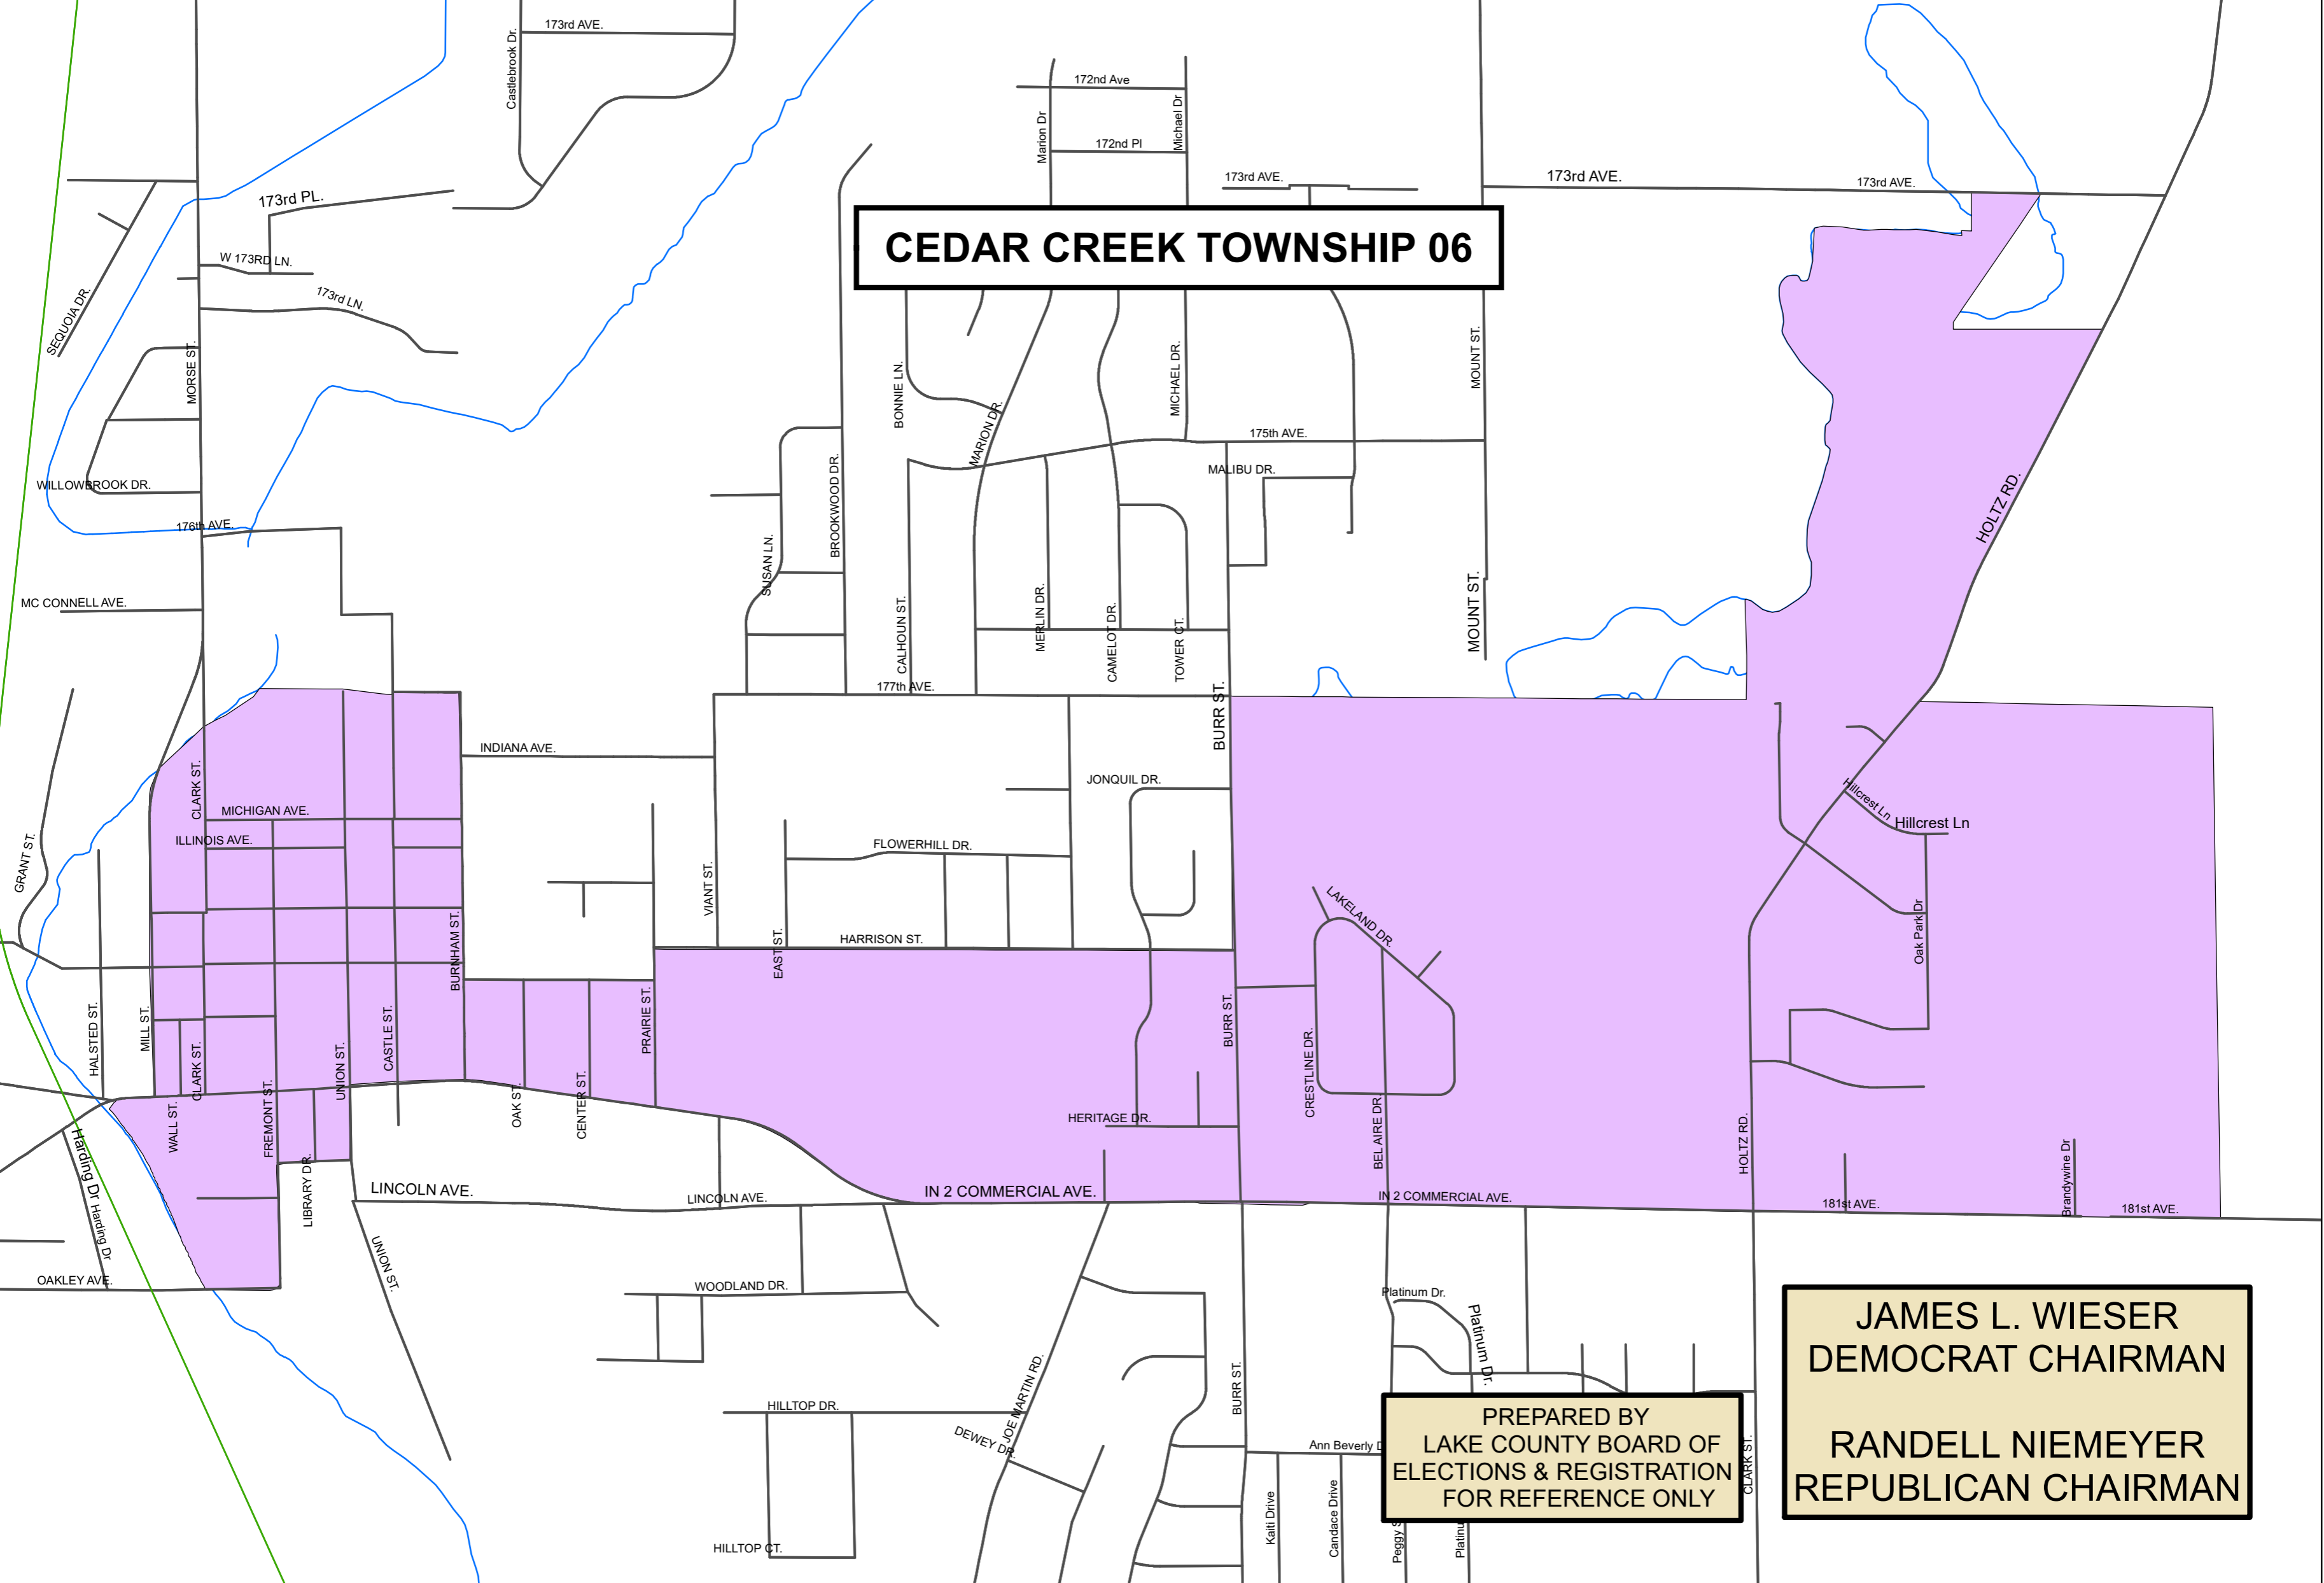 173rd AVE.
Castlebrook Dr.
172nd Ave
Marion Dr
Michael Dr
172nd Pl
173rd AVE.
173rd AVE.
173rd AVE.
173rd PL.
CEDAR CREEK TOWNSHIP 06
W 173RD LN.
173rd LN.
SEQUOIA DR.
MORSE ST.
BONNIE LN.
MARION DR.
MICHAEL DR.
MOUNT ST.
175th AVE.
MALIBU DR.
WILLOWBROOK DR.
176th AVE.
SUSAN LN.
BROOKWOOD DR.
HOLTZ RD.
MC CONNELL AVE.
CALHOUN ST.
MERLIN DR.
CAMELOT DR.
TOWER CT.
MOUNT ST.
177th AVE.
BURR ST.
INDIANA AVE.
JONQUIL DR.
CLARK ST.
MICHIGAN AVE.
ILLINOIS AVE.
GRANT ST.
VIANT ST.
FLOWERHILL DR.
Hillcrest Ln
Hillcrest Ln
LAKELAND DR.
Oak Park Dr
BURNHAM ST.
EAST ST.
HARRISON ST.
HALSTED ST.
MILL ST.
CLARK ST.
UNION ST.
CASTLE ST.
PRAIRIE ST.
BURR ST.
CRESTLINE DR.
WALL ST.
FREMONT ST.
OAK ST.
CENTER ST.
HERITAGE DR.
BEL AIRE DR.
HOLTZ RD.
Brandywine Dr
Harding Dr
Harding Dr
LIBRARY DR.
LINCOLN AVE.
LINCOLN AVE.
IN 2 COMMERCIAL AVE.
IN 2 COMMERCIAL AVE.
181st AVE.
181st AVE.
OAKLEY AVE.
UNION ST.
WOODLAND DR.
Platinum Dr.
Platinum Dr.
JAMES L. WIESER
DEMOCRAT CHAIRMAN
RANDELL NIEMEYER
REPUBLICAN CHAIRMAN
HILLTOP DR.
JOE MARTIN RD.
DEWEY DR.
BURR ST.
Ann Beverly D
PREPARED BY
LAKE COUNTY BOARD OF
ELECTIONS & REGISTRATION
FOR REFERENCE ONLY
CLARK ST.
HILLTOP CT.
Kaiti Drive
Candace Drive
Peggy S
Platinu